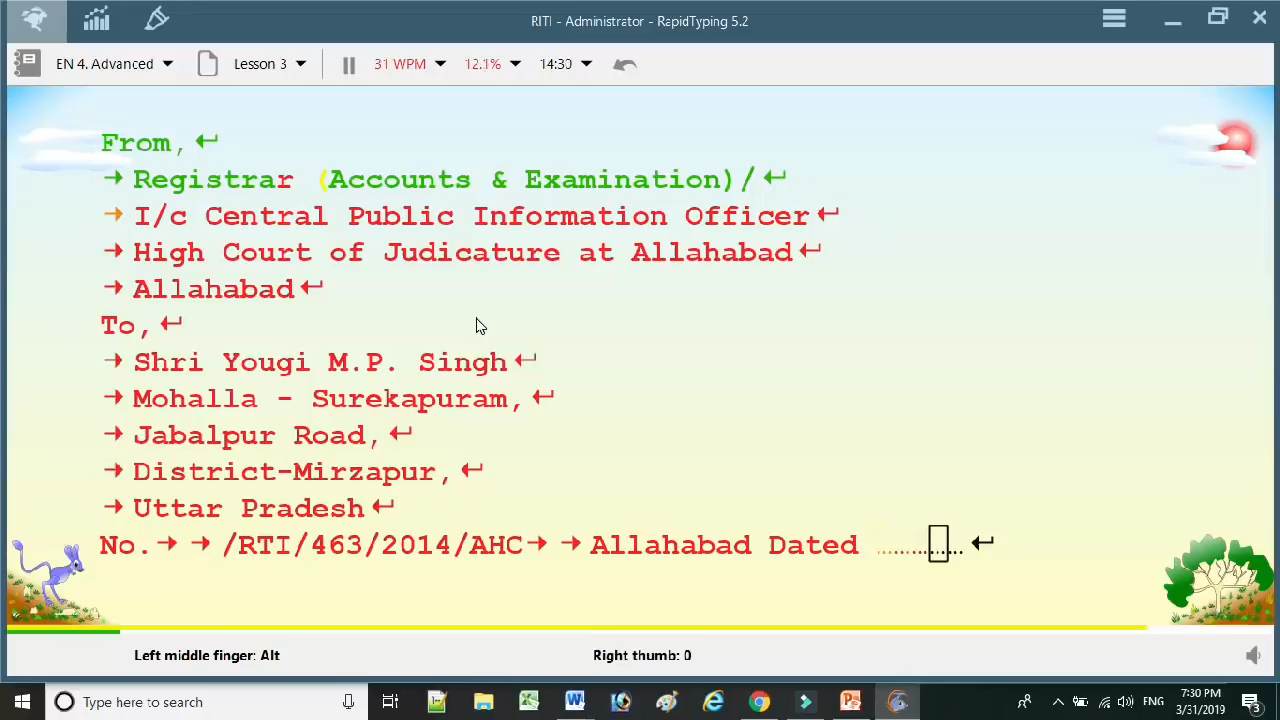 RITI - Administrator - RapidTyping 5.2
EN 4. Advanced Lesson 3 31 WPM 12.1% 14:30
From,
Registrar (Accounts & Examination)/
I/c Central Public Information Officer
High Court of Judicature at Allahabad
Allahabad
To,
Shri Yougi M.P. Singh
Mohalla - Surekapuram,
Jabalpur Road,
District-Mirzapur,
Uttar Pradesh
No. /RTI/463/2014/AHC Allahabad Dated ...............
Left middle finger: Alt Right thumb: 0
Type here to search
ENG
7:30 PM
3/31/2019
3